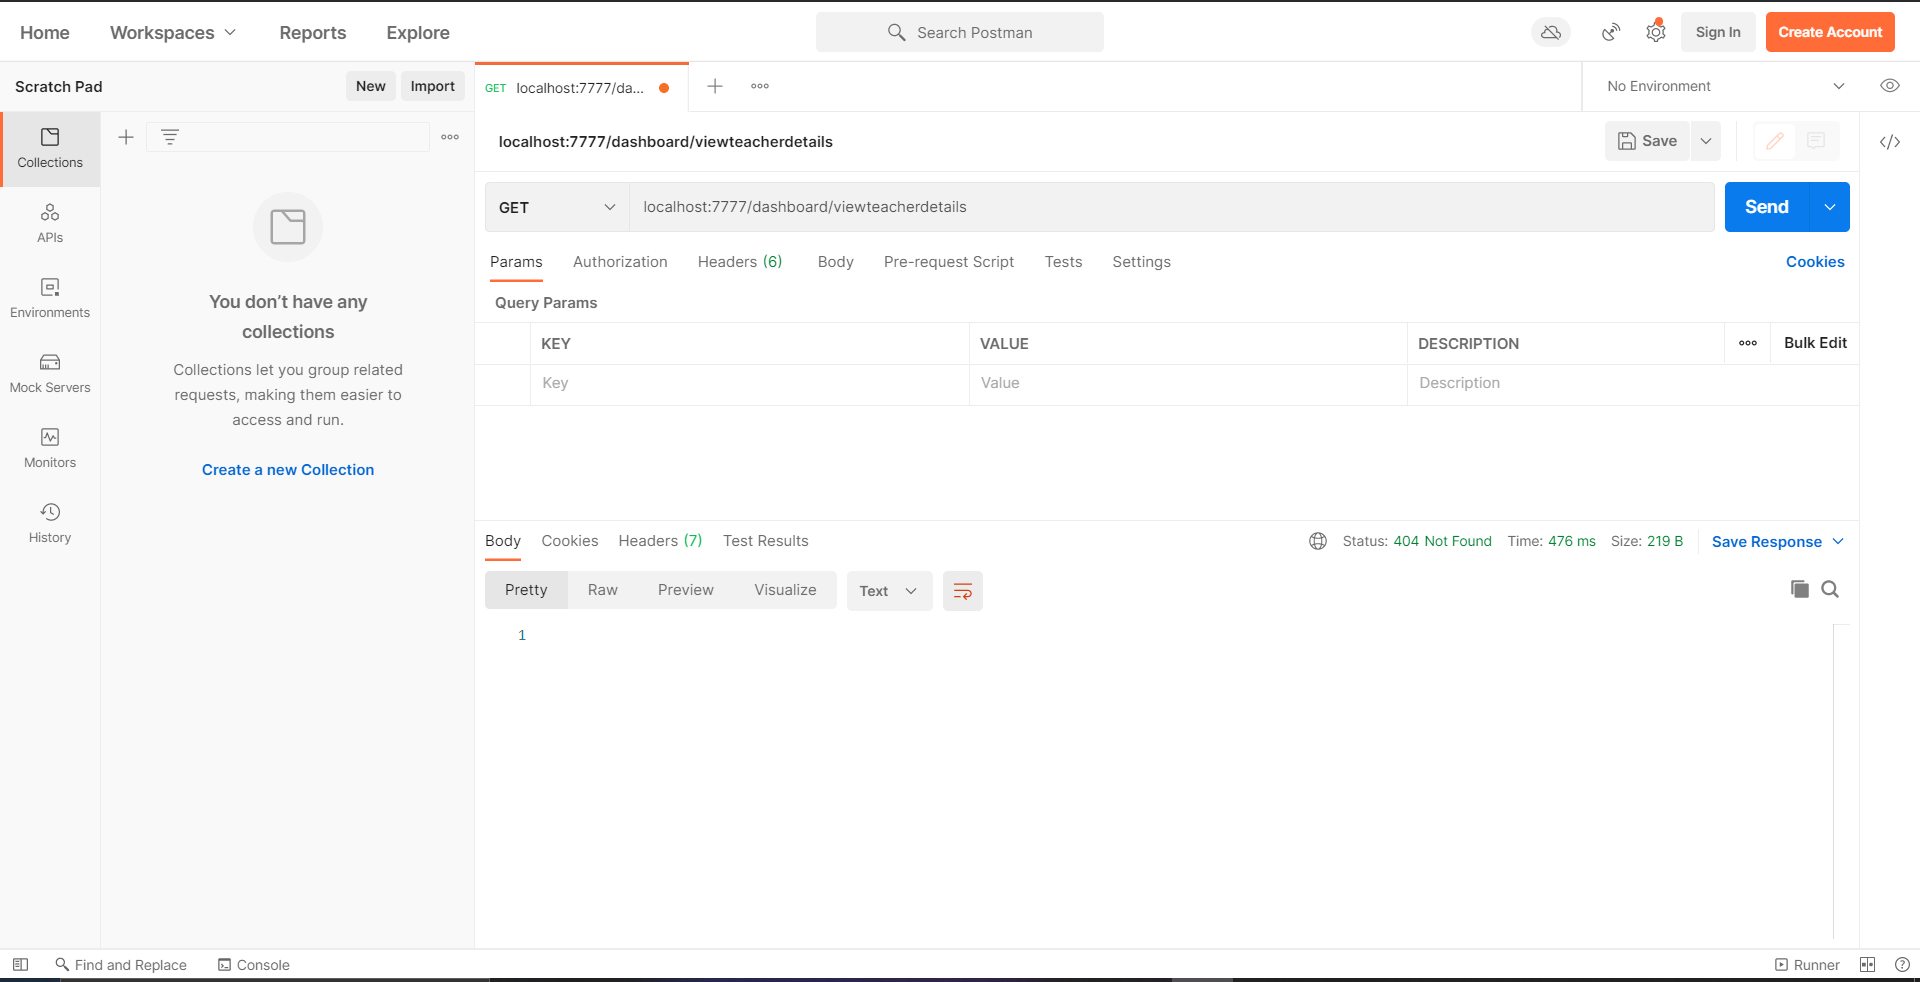 Home
Workspaces
Reports
Explore
Search Postman
Sign In
Create Account
Scratch Pad
New
Import
GET localhost:7777/da...
No Environment
Collections
APIs
Environments
Mock Servers
Monitors
History
You don’t have any
collections
Collections let you group related
requests, making them easier to
access and run.
Create a new Collection
localhost:7777/dashboard/viewteacherdetails
Save
GET
localhost:7777/dashboard/viewteacherdetails
Send
Params
Authorization
Headers (6)
Body
Pre-request Script
Tests
Settings
Cookies
Query Params
KEY
VALUE
DESCRIPTION
Bulk Edit
Key
Value
Description
Body
Cookies
Headers (7)
Test Results
Status: 404 Not Found
Time: 476 ms
Size: 219 B
Save Response
Pretty
Raw
Preview
Visualize
Text
1
Find and Replace
Console
Runner